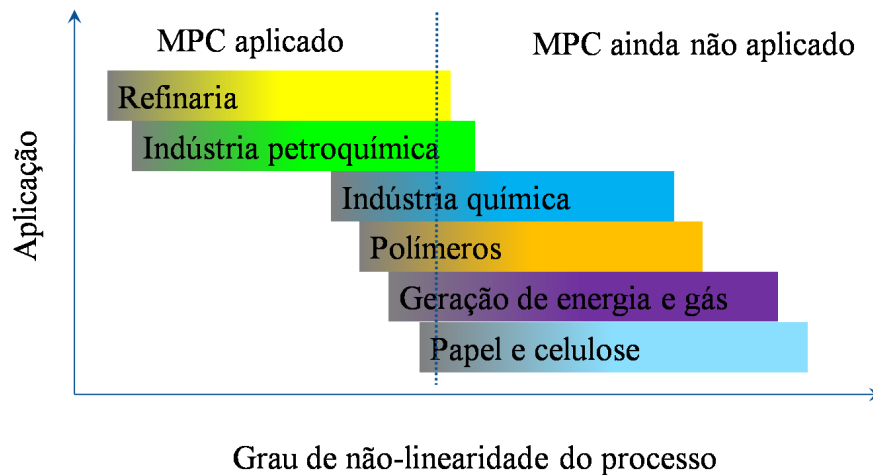 MPC aplicado
MPC ainda não aplicado
Refinaria
Indústria petroquímica
Indústria química
Polímeros
Geração de energia e gás
Papel e celulose
Aplicação
Grau de não-linearidade do processo